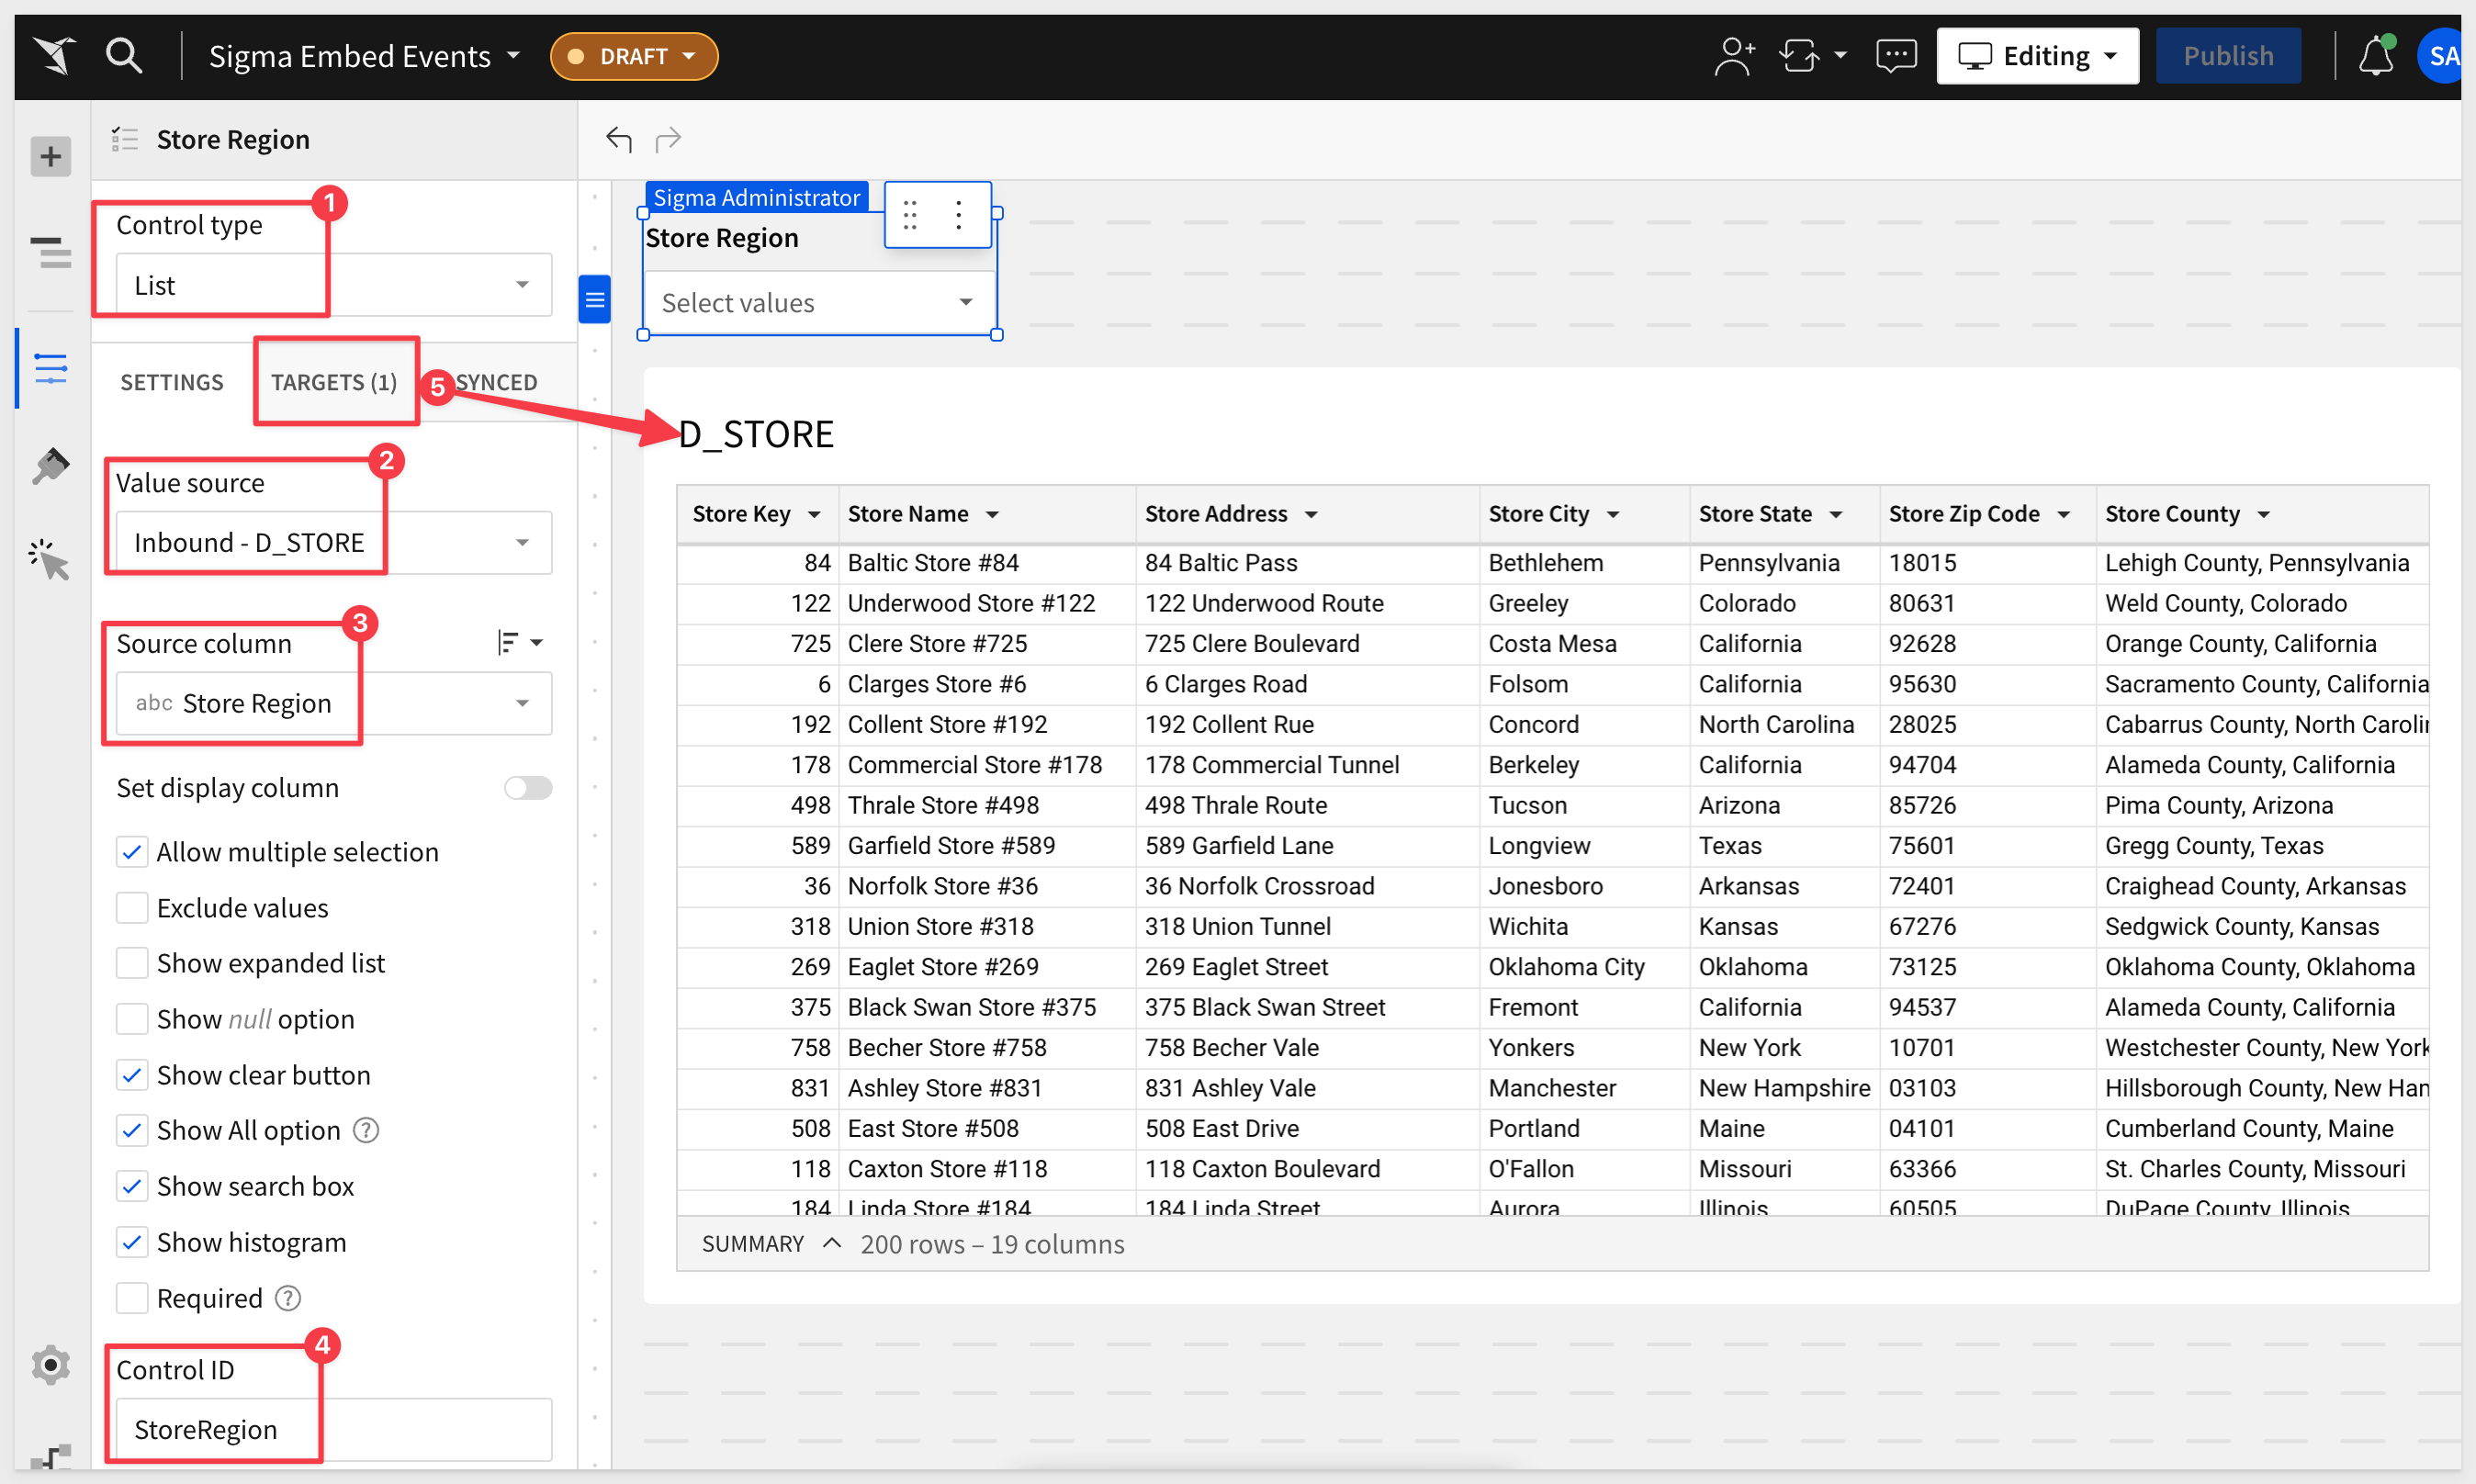 Sigma Embed Events
DRAFT
Editing
Publish
SA
Store Region
1
Control type
List
SETTINGS
TARGETS (1)
5
SYNCED
2
Value source
Inbound - D_STORE
3
Source column
abc Store Region
Set display column
Allow multiple selection
Exclude values
Show expanded list
Show null option
Show clear button
Show All option
Show search box
Show histogram
Required
4
Control ID
StoreRegion
Sigma Administrator
Store Region
Select values
D_STORE
Store Key Store Name Store Address Store City Store State Store Zip Code Store County
84 Baltic Store #84 84 Baltic Pass Bethlehem Pennsylvania 18015 Lehigh County, Pennsylvania
122 Underwood Store #122 122 Underwood Route Greeley Colorado 80631 Weld County, Colorado
725 Clere Store #725 725 Clere Boulevard Costa Mesa California 92628 Orange County, California
6 Clarges Store #6 6 Clarges Road Folsom California 95630 Sacramento County, California
192 Collent Store #192 192 Collent Rue Concord North Carolina 28025 Cabarrus County, North
178 Commercial Store #178 178 Commercial Tunnel Berkeley California 94704 Alameda County, California
498 Thrale Store #498 498 Thrale Route Tucson Arizona 85726 Pima County, Arizona
589 Garfield Store #589 589 Garfield Lane Longview Texas 75601 Gregg County, Texas
36 Norfolk Store #36 36 Norfolk Crossroad Jonesboro Arkansas 72401 Craighead County, Arkansas
318 Union Store #318 318 Union Tunnel Wichita Kansas 67276 Sedgwick County, Kansas
269 Eaglet Store #269 269 Eaglet Street Oklahoma City Oklahoma 73125 Oklahoma County, Oklahoma
375 Black Swan Store #375 375 Black Swan Street Fremont California 94537 Alameda County, California
758 Becher Store #758 758 Becher Vale Yonkers New York 10701 Westchester County, New York
831 Ashley Store #831 831 Ashley Vale Manchester New Hampshire 03103 Hillsborough County, New Han
508 East Store #508 508 East Drive Portland Maine 04101 Cumberland County, Maine
118 Caxton Store #118 118 Caxton Boulevard O'Fallon Missouri 63366 St. Charles County, Missouri
184 Linda Store #184 184 Linda Street Aurora Illinois 60505 DuPage County, Illinois
SUMMARY 200 rows – 19 columns